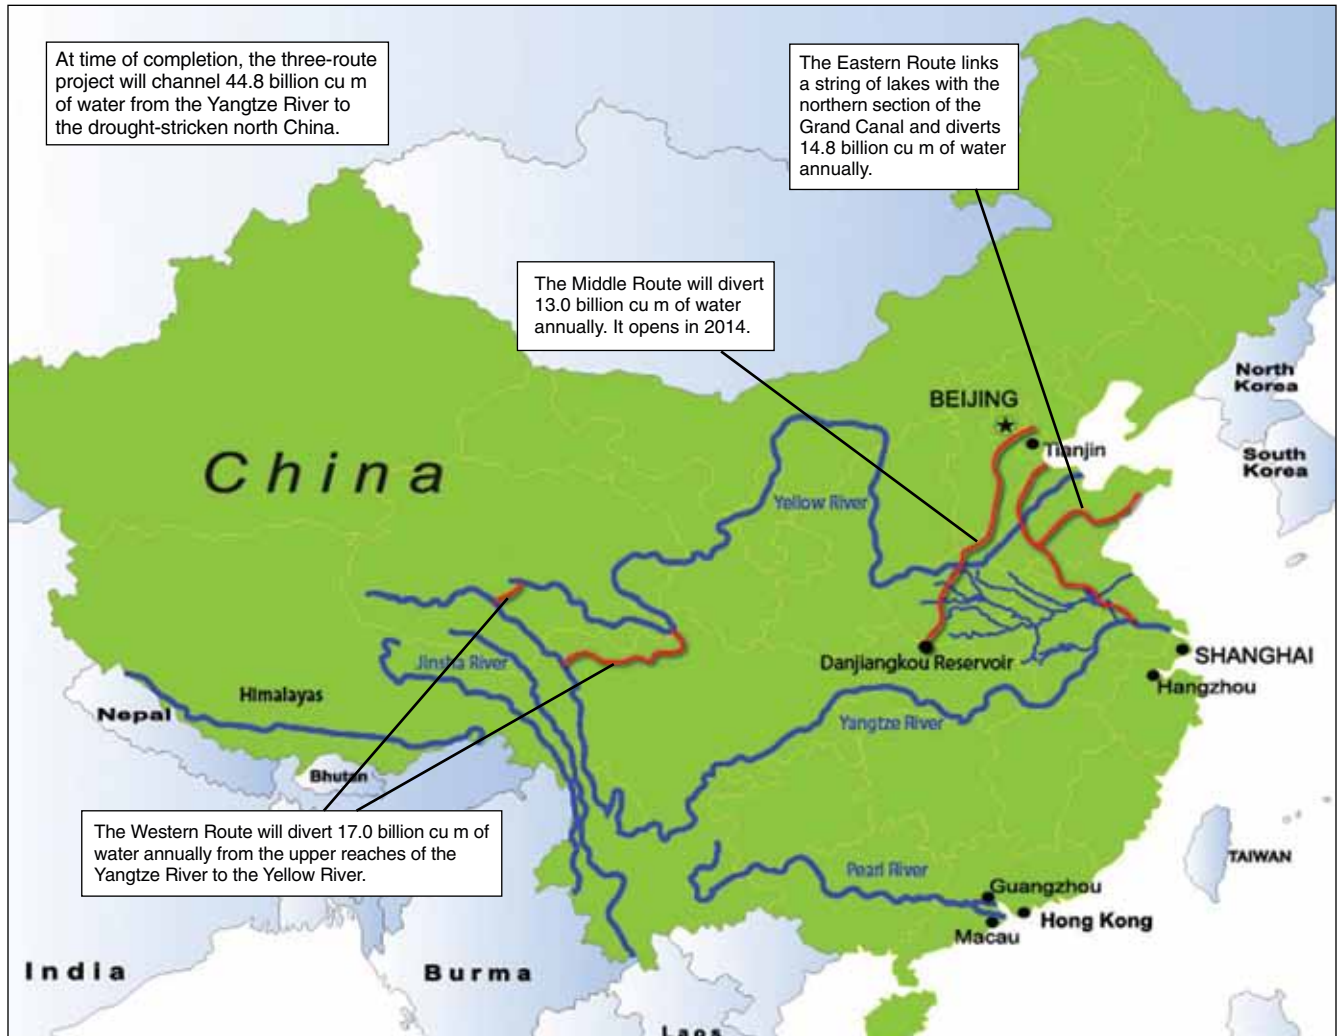 At time of completion, the three-route
project will channel 44.8 billion cu m
of water from the Yangtze River to
the drought-stricken north China.
The Eastern Route links
a string of lakes with the
northern section of the
Grand Canal and diverts
14.8 billion cu m of water
annually.
The Middle Route will divert
13.0 billion cu m of water
annually. It opens in 2014.
North
Korea
BEIJING
Tianjin
South
Korea
China
Yellow River
Jinsha River
Danjiangkou Reservoir
SHANGHAI
Hangzhou
Himalayas
Nepal
Yangtze River
Bhutan
The Western Route will divert 17.0 billion cu m of
water annually from the upper reaches of the
Yangtze River to the Yellow River.
TAIWAN
Pearl River
Guangzhou
Hong Kong
Macau
India
Burma
Laos